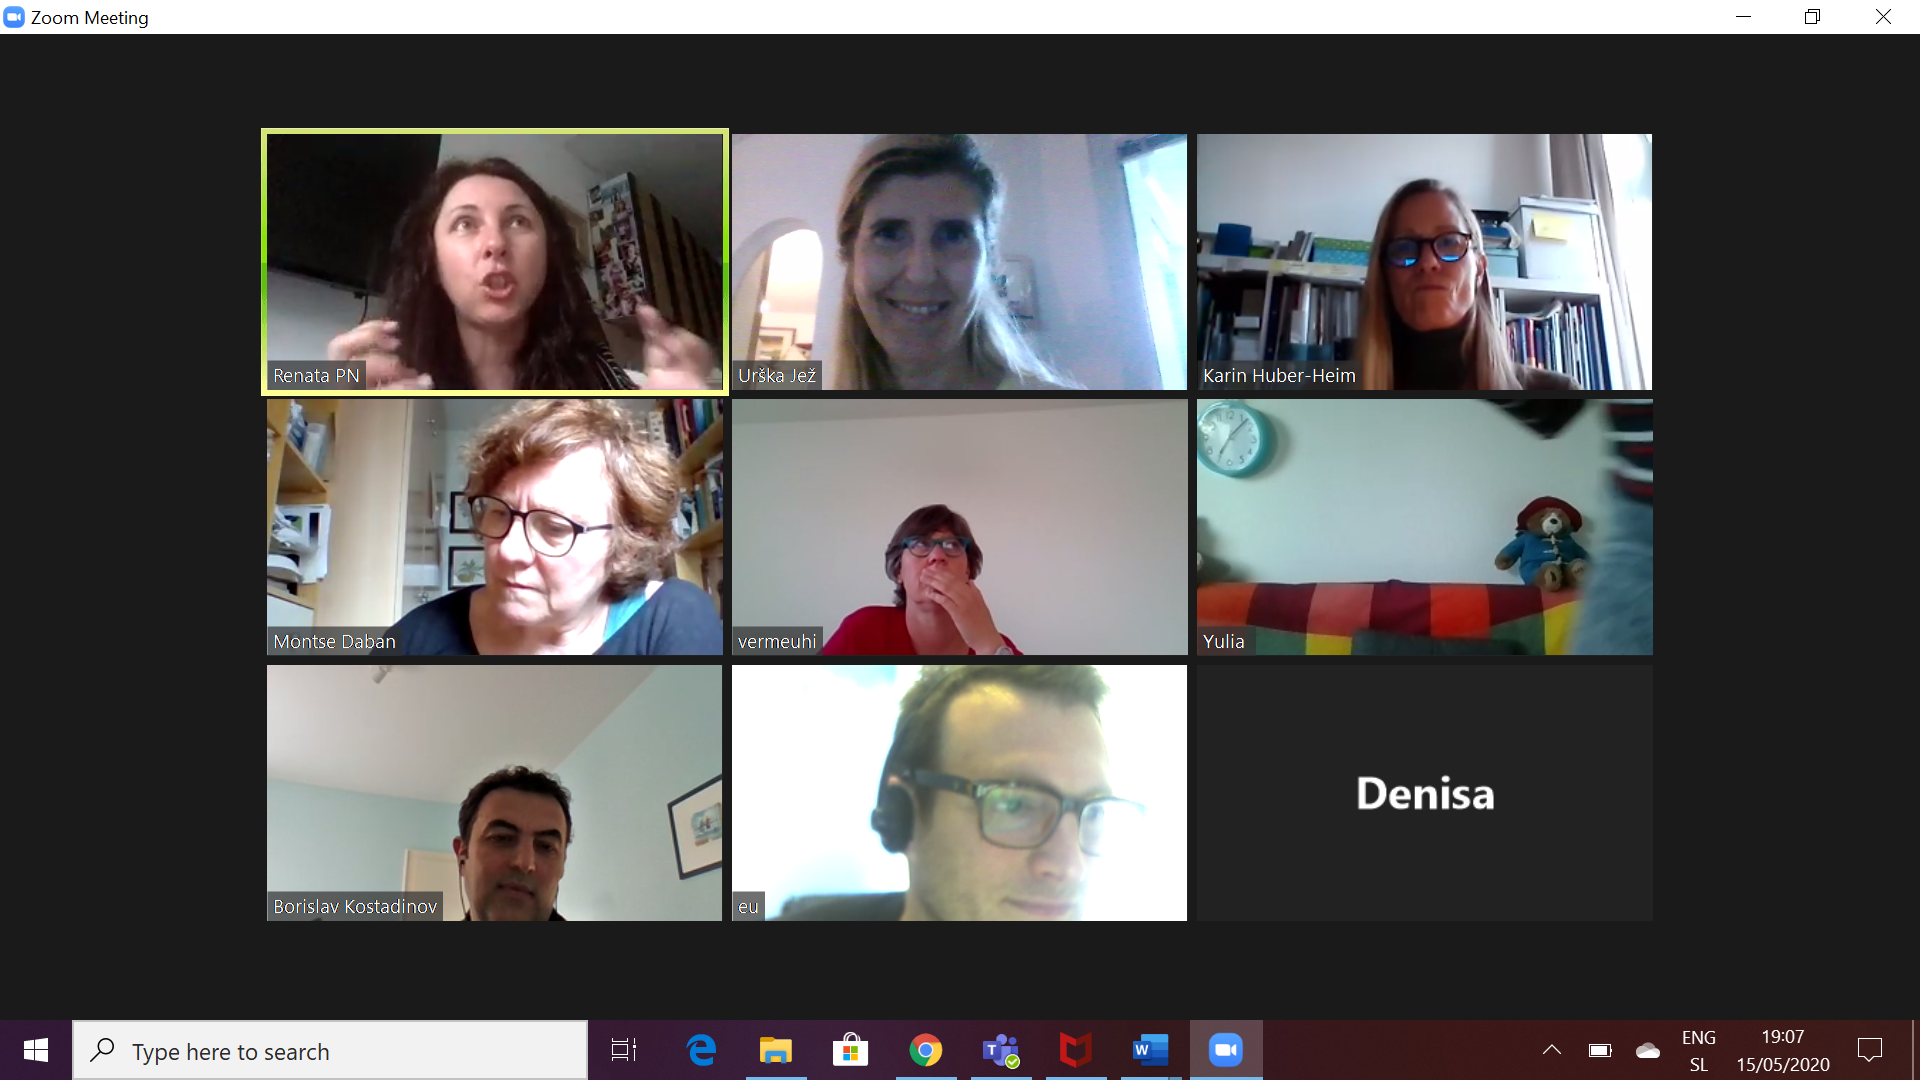 Zoom Meeting
Renata PN
Urška Jež
Karin Huber-Heim
Montse Daban
vermeuhi
Yulia
Borislav Kostadinov
eu
Denisa
Type here to search
ENG
SL
19:07
15/05/2020